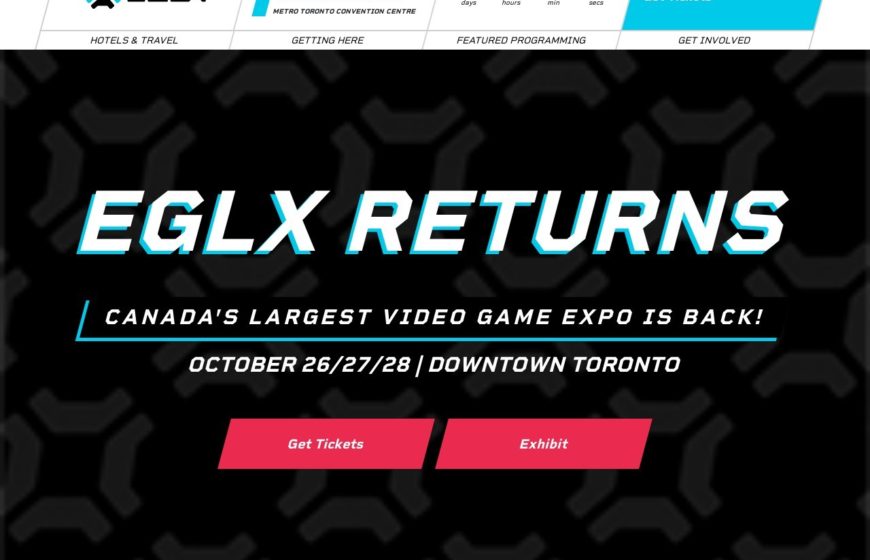 METRO TORONTO CONVENTION CENTRE
days hours min secs
HOTELS & TRAVEL GETTING HERE FEATURED PROGRAMMING GET INVOLVED
EGLX RETURNS
CANADA'S LARGEST VIDEO GAME EXPO IS BACK!
OCTOBER 26/27/28 | DOWNTOWN TORONTO
Get Tickets Exhibit